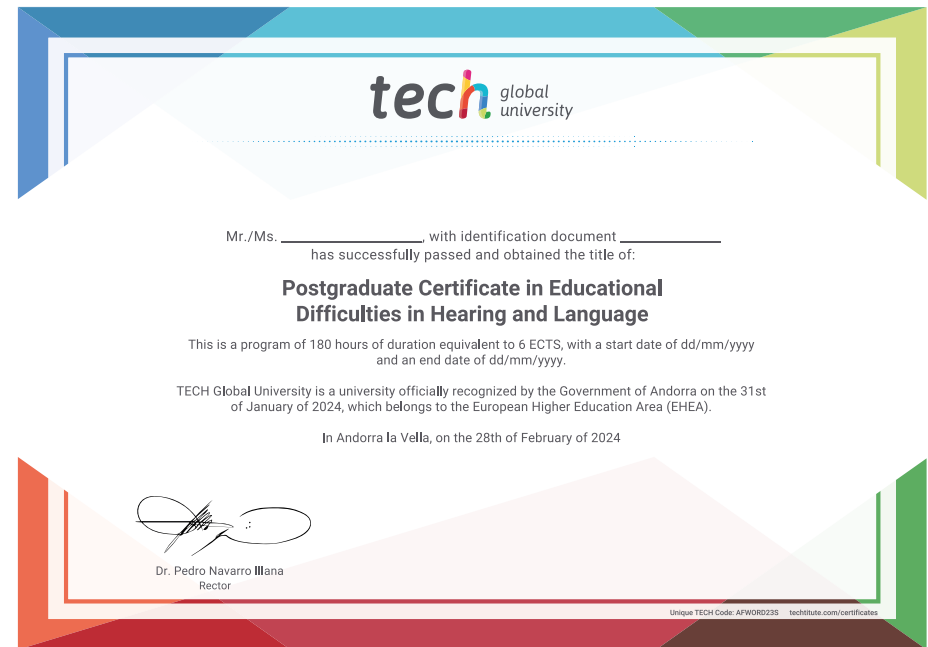 tech global
university
Mr./Ms. ____________________, with identification document ______________
has successfully passed and obtained the title of:
Postgraduate Certificate in Educational
Difficulties in Hearing and Language
This is a program of 180 hours of duration equivalent to 6 ECTS, with a start date of dd/mm/yyyy
and an end date of dd/mm/yyyy.
TECH Global University is a university officially recognized by the Government of Andorra on the 31st
of January of 2024, which belongs to the European Higher Education Area (EHEA).
In Andorra la Vella, on the 28th of February of 2024
Dr. Pedro Navarro Illana
Rector
Unique TECH Code: AFWORD23S techtitute.com/certificates